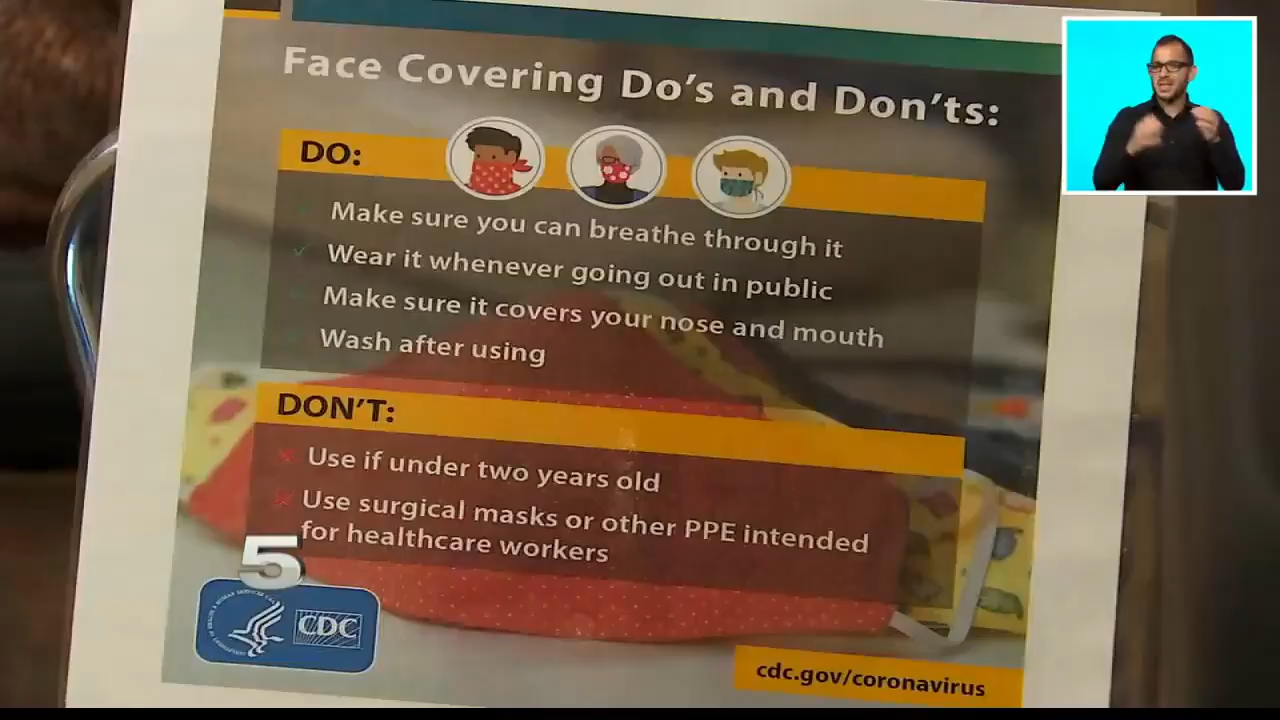 Face Covering Do's and Don'ts:
DO:
Make sure you can breathe through it
Wear it whenever going out in public
Make sure it covers your nose and mouth
Wash after using
DON'T:
Use if under two years old
Use surgical masks or other PPE intended
for healthcare workers
5
CDC
cdc.gov/coronavirus